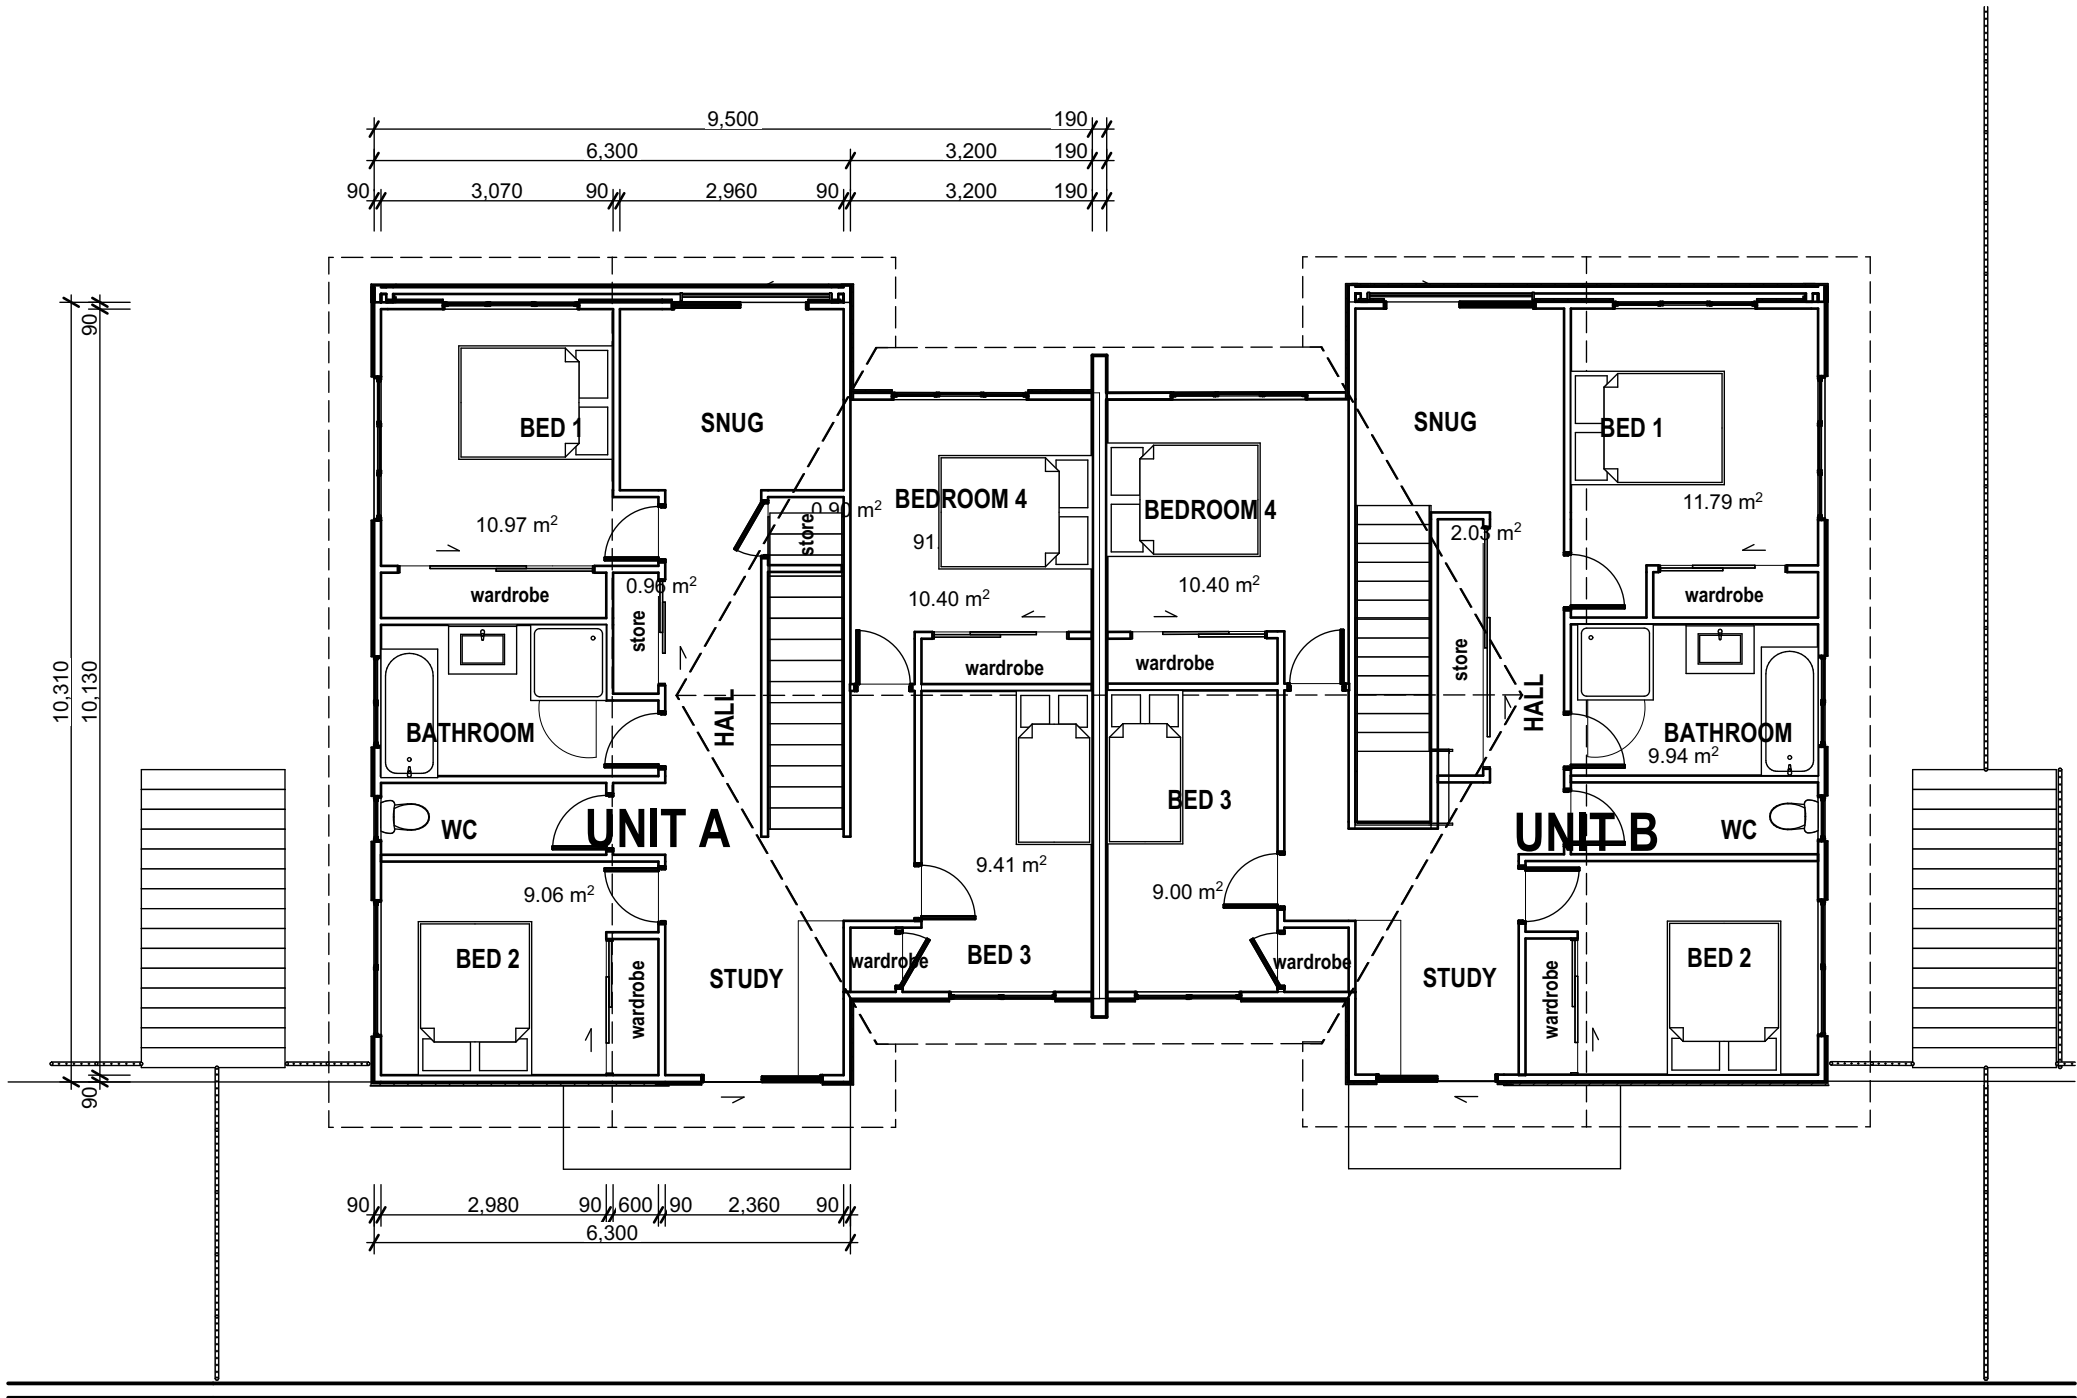 9,500 190
6,300 3,200 190
90 3,070 90 2,960 90 3,200 190
90
10,310
10,130
90
BED 1
10.97 m²
wardrobe
SNUG
0.90 m²
store
0.96 m²
store
BATHROOM
HALL
WC
UNIT A
9.06 m²
BED 2
wardrobe
STUDY
BEDROOM 4
91.
10.40 m²
wardrobe
9.41 m²
BED 3
wardrobe
BEDROOM 4
10.40 m²
wardrobe
BED 3
9.00 m²
wardrobe
SNUG
BED 1
11.79 m²
2.03 m²
wardrobe
store
HALL
BATHROOM
9.94 m²
UNIT B
WC
STUDY
wardrobe
BED 2
90 2,980 90 600 90 2,360 90
6,300